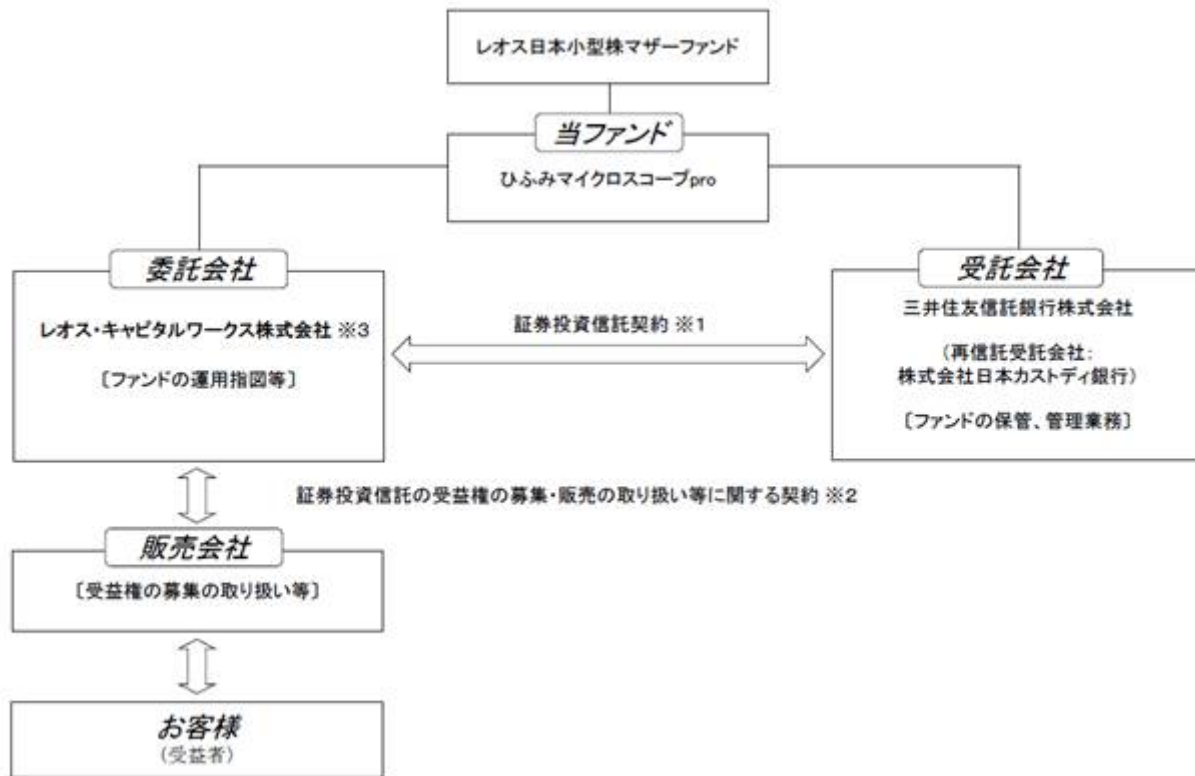 レオス日本小型株マザーファンド
当ファンド
ひふみマイクロスコープpro
委託会社
レオス・キャピタルワークス株式会社 ※3
〔ファンドの運用指図等〕
証券投資信託契約 ※1
受託会社
三井住友信託銀行株式会社
(再信託受託会社:
株式会社日本カストディ銀行)
〔ファンドの保管、管理業務〕
証券投資信託の受益権の募集・販売の取り扱い等に関する契約 ※2
販売会社
〔受益権の募集の取り扱い等〕
お客様
(受益者)